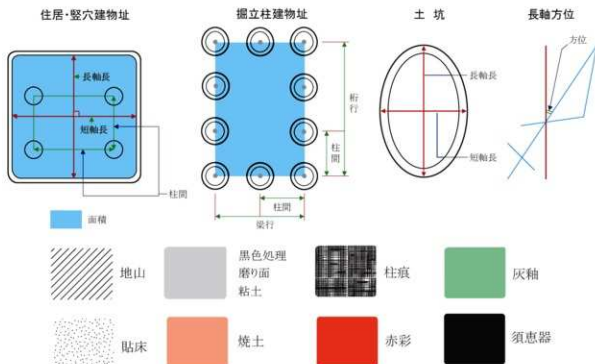 住居・竪穴建物址
掘立柱建物址
土 坑
長軸方位
長軸長
短軸長
柱間
面積
桁行
柱間
柱間
梁行
長軸長
短軸長
方位
地山
黒色処理
磨り面
粘土
柱痕
灰釉
貼床
焼土
赤彩
須恵器